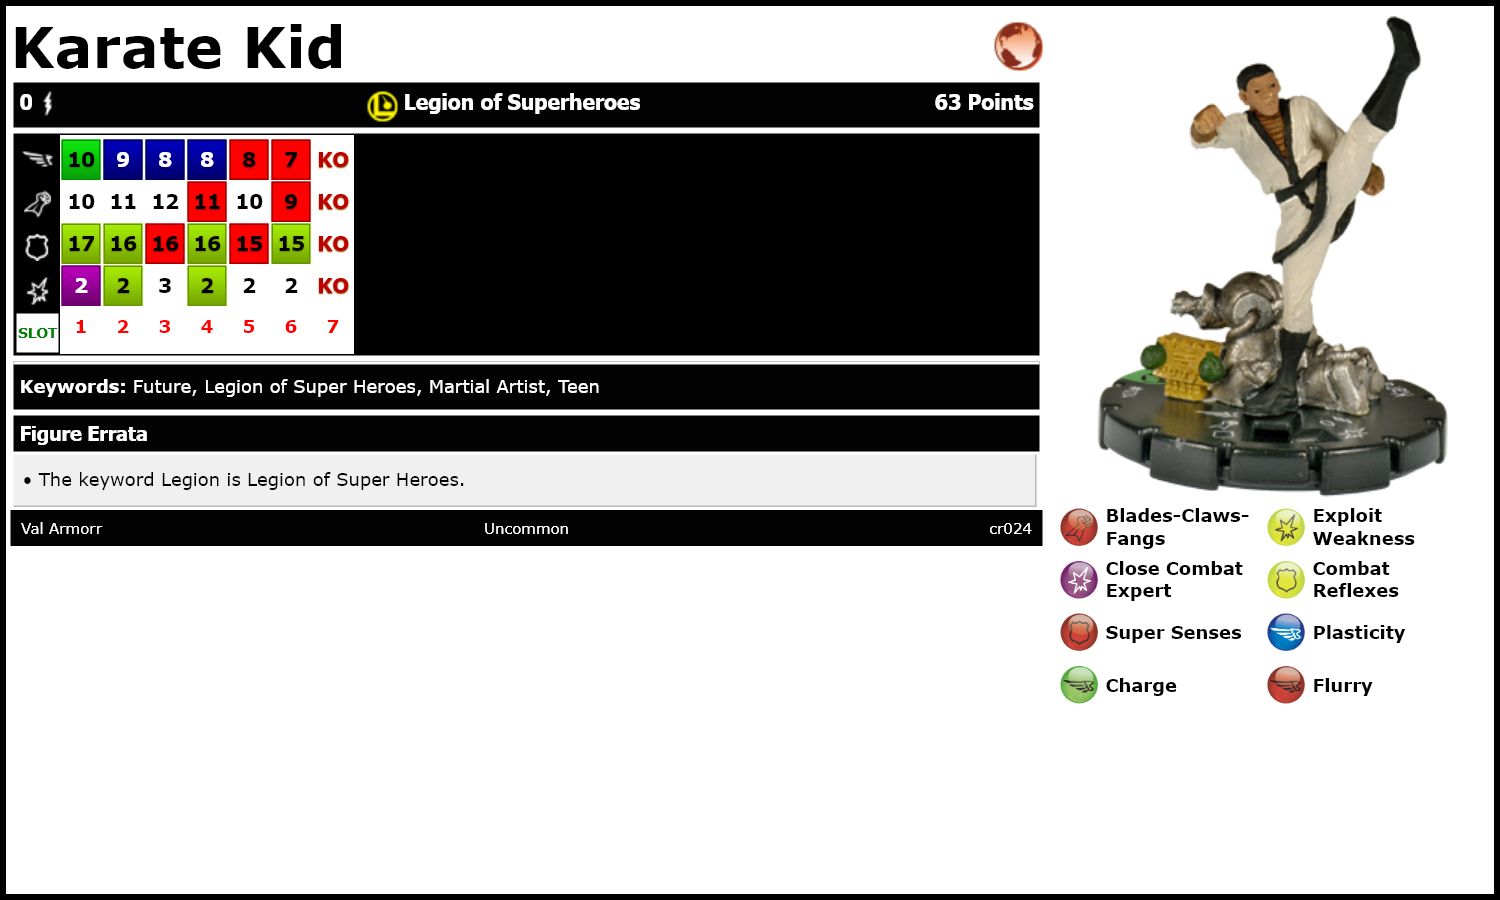 Karate Kid
0 Legion of Superheroes 63 Points
10 9 8 8 8 7 KO
10 11 12 11 10 9 KO
17 16 16 16 15 15 KO
2 2 3 2 2 2 KO
SLOT 1 2 3 4 5 6 7
Keywords: Future, Legion of Super Heroes, Martial Artist, Teen
Figure Errata
• The keyword Legion is Legion of Super Heroes.
Val Armorr Uncommon cr024
Blades-Claws-
Fangs
Exploit
Weakness
Close Combat
Expert
Combat
Reflexes
Super Senses
Plasticity
Charge
Flurry